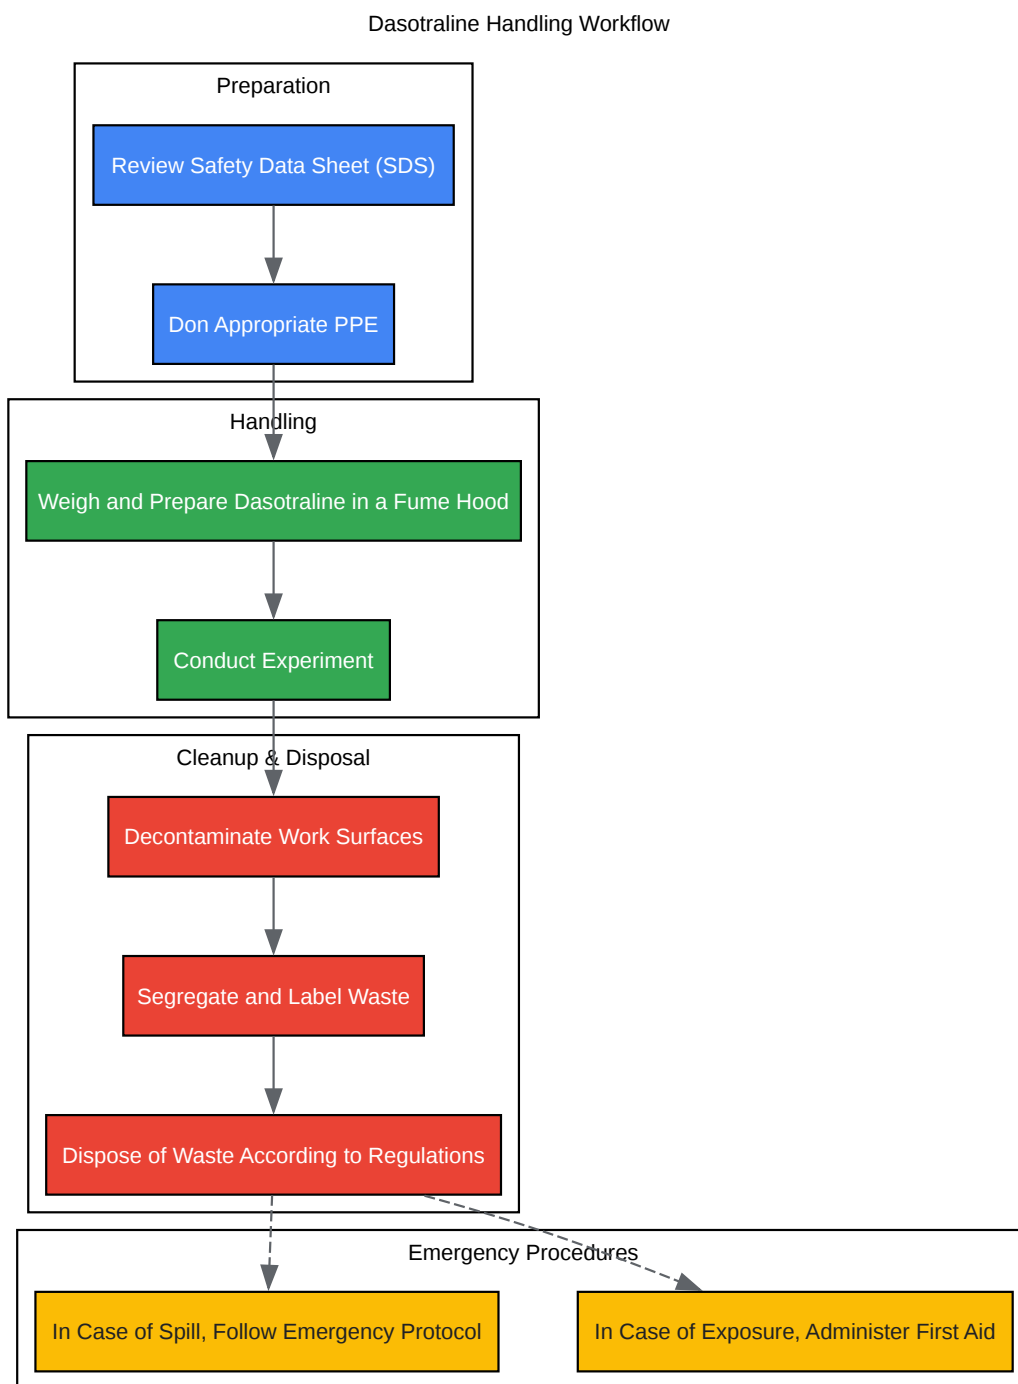 Dasotraline Handling Workflow
Preparation
Review Safety Data Sheet (SDS)
Don Appropriate PPE
Handling
Weigh and Prepare Dasotraline in a Fume Hood
Conduct Experiment
Cleanup & Disposal
Decontaminate Work Surfaces
Segregate and Label Waste
Dispose of Waste According to Regulations
Emergency Procedures
In Case of Spill, Follow Emergency Protocol
In Case of Exposure, Administer First Aid